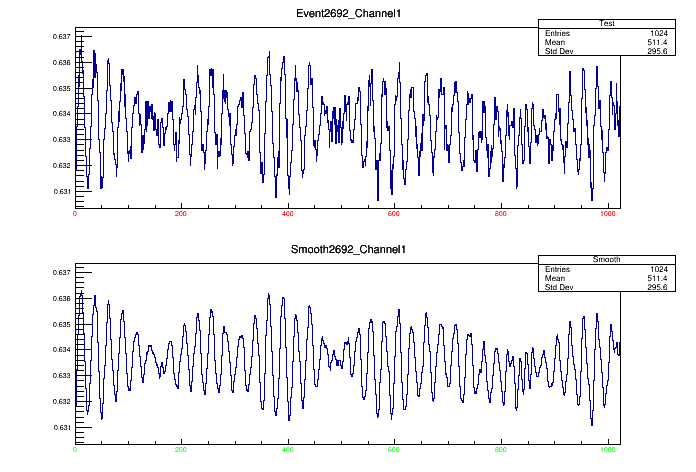 Event2692_Channel1
Test
Entries 1024
Mean 511.4
Std Dev 295.6
0.637
0.636
0.635
0.634
0.633
0.632
0.631
0 200 400 600 800 1000
Smooth2692_Channel1
Smooth
Entries 1024
Mean 511.4
Std Dev 295.6
0.637
0.636
0.635
0.634
0.633
0.632
0.631
0 200 400 600 800 1000